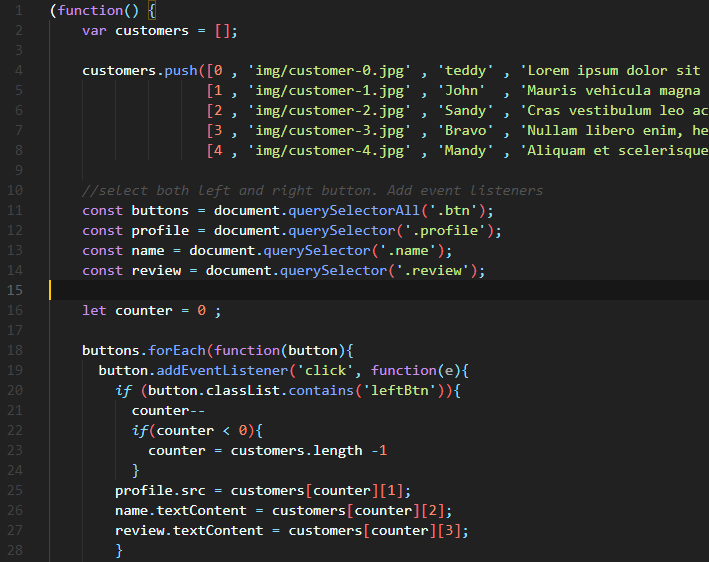 1 (function() {
2 var customers = [];
3
4 customers.push([0 , 'img/customer-0.jpg' , 'teddy' , 'Lorem ipsum dolor sit
5 [1 , 'img/customer-1.jpg' , 'John'  , 'Mauris vehicula magna
6 [2 , 'img/customer-2.jpg' , 'Sandy' , 'Cras vestibulum leo ac
7 [3 , 'img/customer-3.jpg' , 'Bravo' , 'Nullam libero enim, he
8 [4 , 'img/customer-4.jpg' , 'Mandy' , 'Aliquam et scelerisque
9
10 //select both left and right button. Add event listeners
11 const buttons = document.querySelectorAll('.btn');
12 const profile = document.querySelector('.profile');
13 const name = document.querySelector('.name');
14 const review = document.querySelector('.review');
15
16 let counter = 0 ;
17
18 buttons.forEach(function(button){
19 button.addEventListener('click', function(e){
20 if (button.classList.contains('leftBtn')){
21 counter--
22 if(counter < 0){
23 counter = customers.length -1
24 }
25 profile.src = customers[counter][1];
26 name.textContent = customers[counter][2];
27 review.textContent = customers[counter][3];
28 }